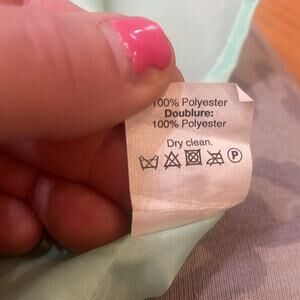 100% Polyester
Doublure:
100% Polyester
Dry clean.
P